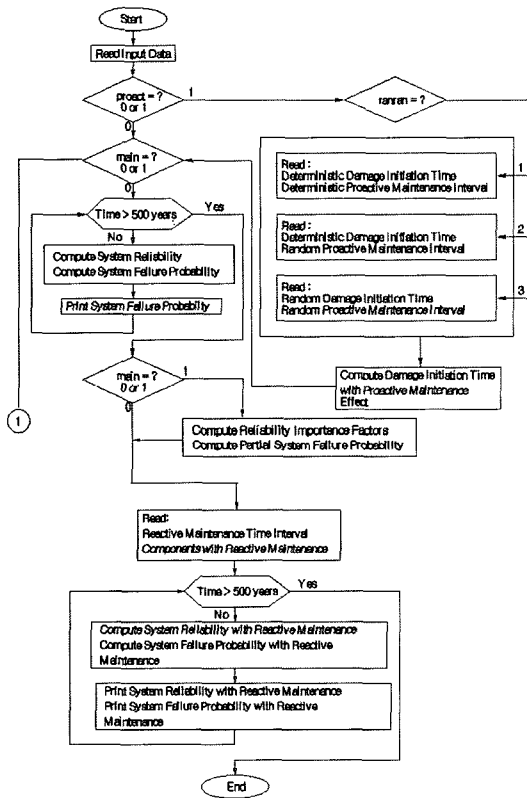 Start
Read Input Data
proact = ?
0 or 1
1
ranran = ?
0
main = ?
0 or 1
0
Read :
Deterministic Damage Initiation Time
Deterministic Proactive Maintenance Interval
1
Time > 500 years
Yes
No
Read :
Deterministic Damage Initiation Time
Random Proactive Maintenance Interval
2
Compute System Reliability
Compute System Failure Probability
Read :
Random Damage Initiation Time
Random Proactive Maintenance Interval
3
Print System Failure Probability
main = ?
0 or 1
1
0
Compute Damage Initiation Time
with Proactive Maintenance
Effect
1
Compute Reliability Importance Factors
Compute Partial System Failure Probability
Read:
Reactive Maintenance Time Interval
Components with Reactive Maintenance
Time > 500 years
Yes
No
Compute System Reliability with Reactive Maintenance
Compute System Failure Probability with Reactive
Maintenance
Print System Reliability with Reactive Maintenance
Print System Failure Probability with Reactive
Maintenance
End